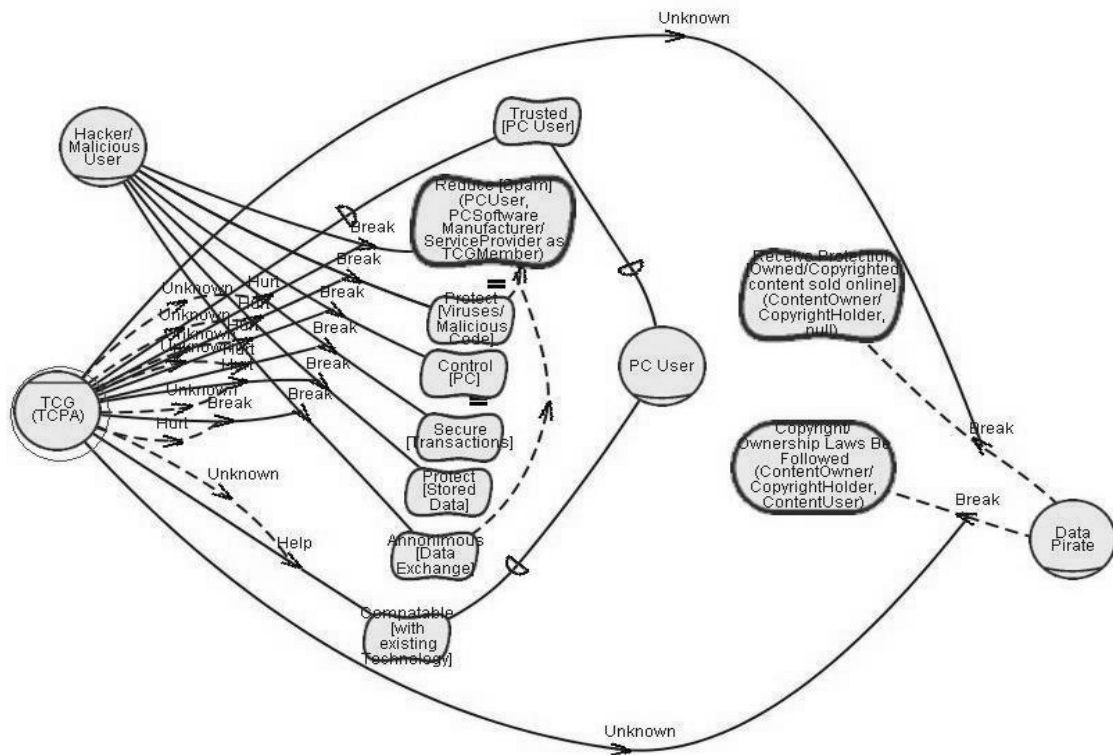 Unknown
Hacker/
Malicious
User
Trusted
[PC User]
Reduce [Spam]
(PCUser,
PCSoftware
Manufacturer/
ServiceProvider as
TCGMember)
Break
Break
Hurt
Unknown
Break
Hurt
Unknown
Hurt
Unknown
Break
Unknown
Hurt
Hurt
Break
Unknown
Break
Break
Hurt
=
Protect
[Viruses/
Malicious
Code]
Control
[PC]
=
Secure
[Transactions]
Protect
[Stored
Data]
Annonimous
[Data
Exchange]
TCG
(TCPA)
Unknown
Help
Compatable
[with
existing
Technology]
PC User
Receive Protection
[Owned/Copyrighted
content sold online]
(ContentOwner/
CopyrightHolder,
null)
Copyright/
Ownership Laws Be
Followed
(ContentOwner/
CopyrightHolder,
ContentUser)
Break
Break
Data
Pirate
Unknown